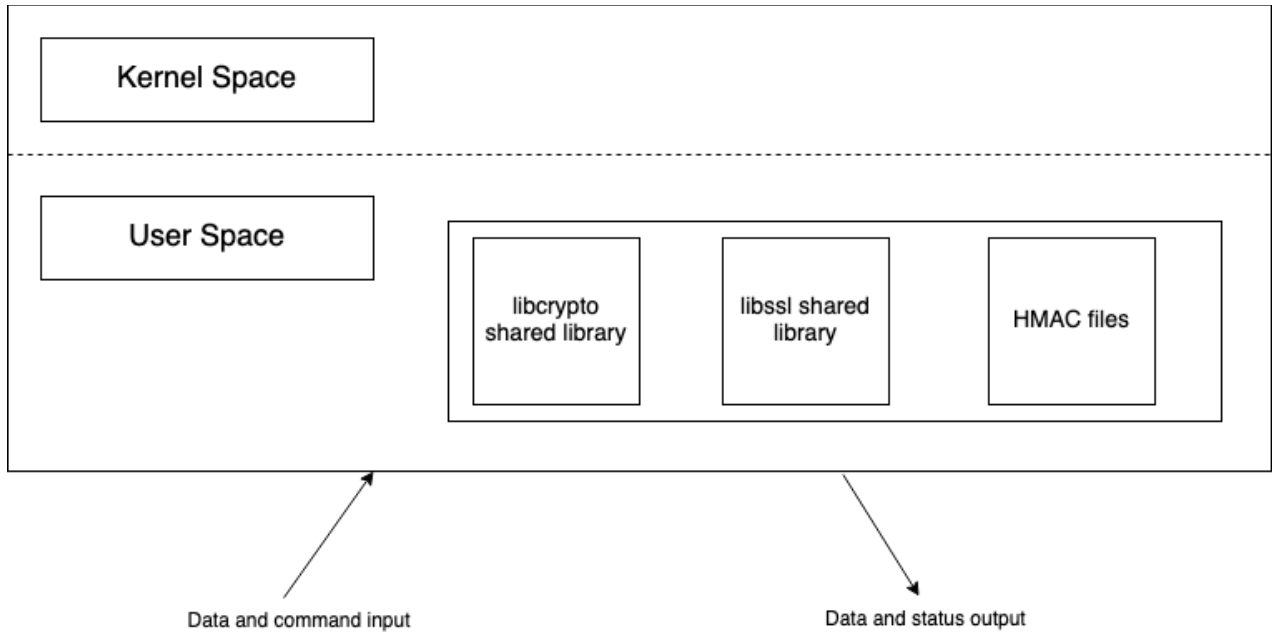 Kernel Space
User Space
libcrypto
shared library
libssl shared
library
HMAC files
Data and command input
Data and status output